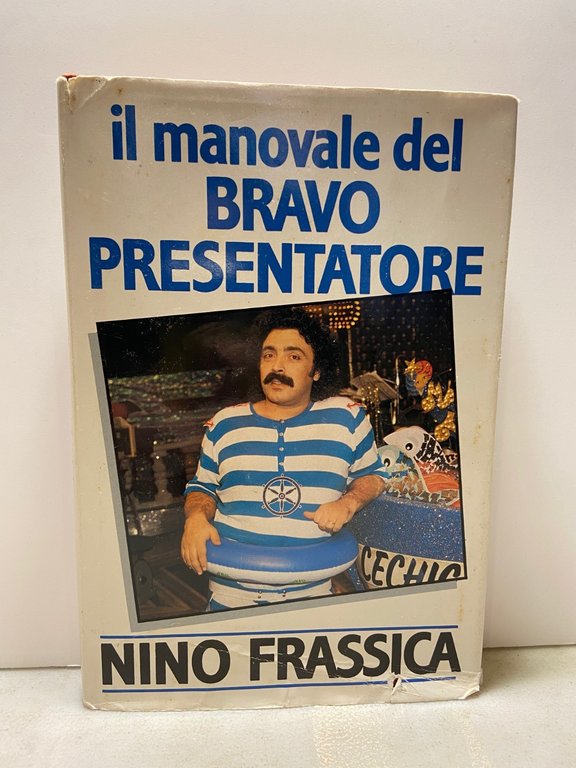 il manovale del
BRAVO
PRESENTATORE
CECHIC
NINO FRASSICA